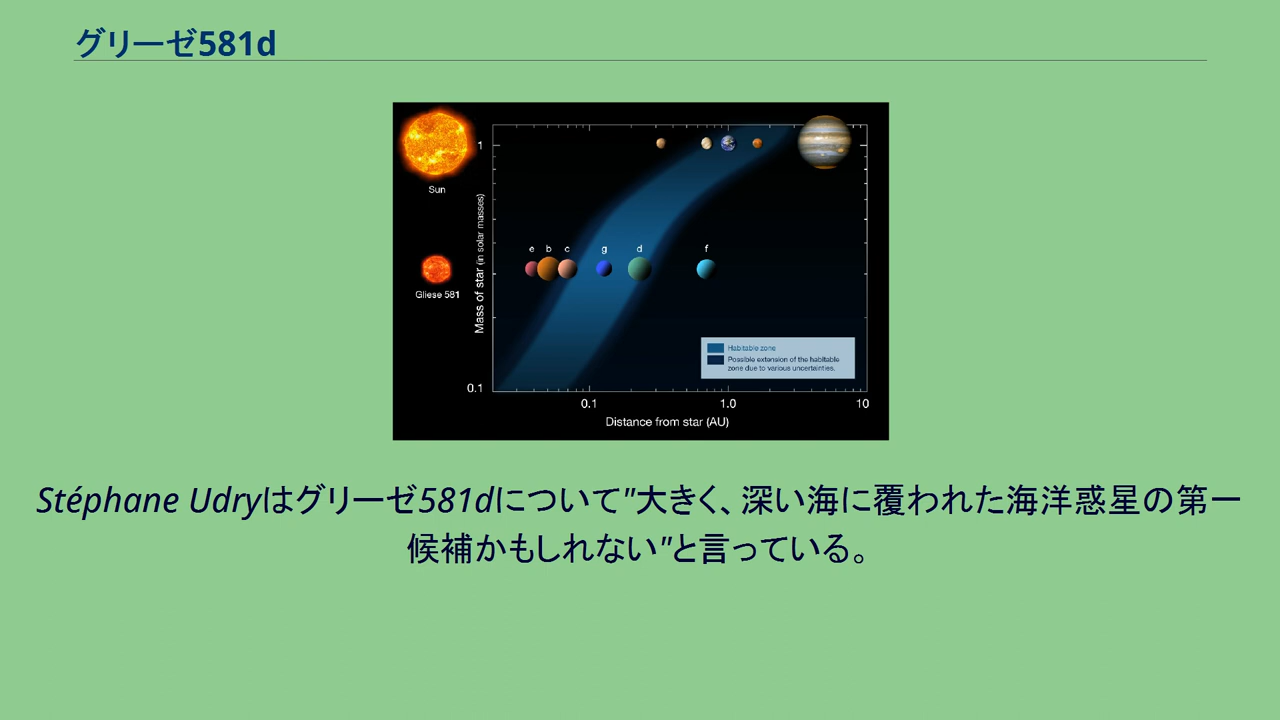 グリーゼ581d
Sun
Gliese 581
Mass of star (in solar masses)
1
0.1
e b c g d f
Habitable zone
Possible extension of the habitable
zone due to various uncertainties.
0.1 1.0 10
Distance from star (AU)
Stéphane Udryはグリーゼ581dについて"大きく、深い海に覆われた海洋惑星の第一
候補かもしれない"と言っている。